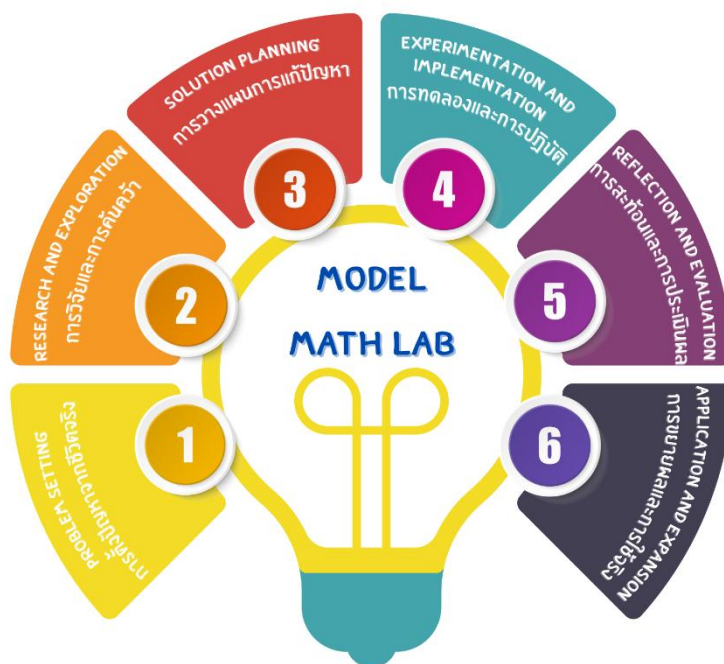 MODEL
MATH LAB
1
PROBLEM SETTING
การตั้งปัญหาจากชีวิตจริง
2
RESEARCH AND EXPLORATION
การวิจัยและการค้นคว้า
3
SOLUTION PLANNING
การวางแผนการแก้ปัญหา
4
EXPERIMENTATION AND
IMPLEMENTATION
การทดลองและการปฏิบัติ
5
REFLECTION AND EVALUATION
การสะท้อนและการประเมินผล
6
APPLICATION AND EXPANSION
การขยายผลและการใช้จริง